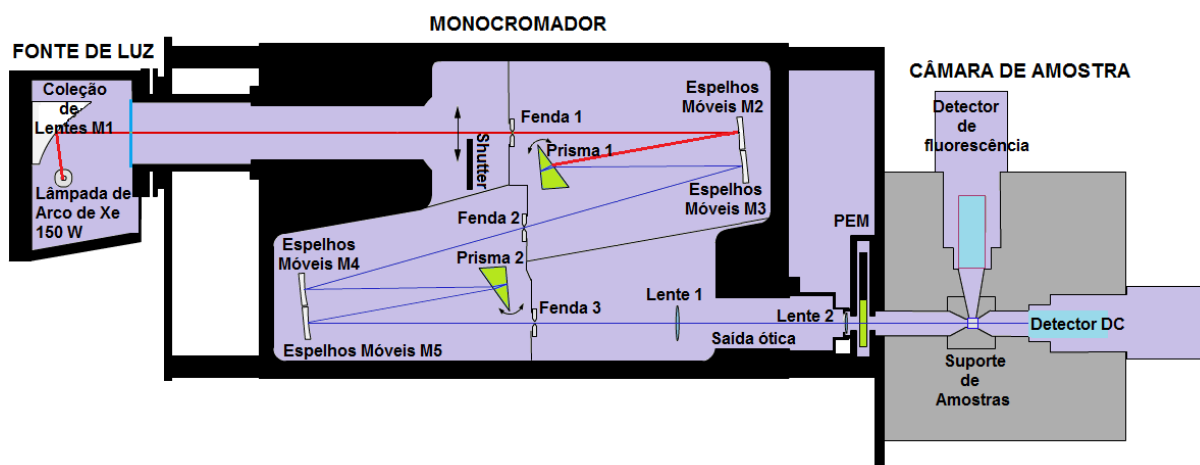 MONOCROMADOR
FONTE DE LUZ
Coleção
de
Lentes M1
Lâmpada de
Arco de Xe
150 W
Shutter
Fenda 1
Prisma 1
Espelhos
Móveis M2
Espelhos
Móveis M3
Fenda 2
Espelhos
Móveis M4
Prisma 2
Fenda 3
Espelhos Móveis M5
Lente 1
Lente 2
Saída ótica
PEM
CÂMARA DE AMOSTRA
Detector
de
fluorescência
Detector DC
Suporte
de
Amostras